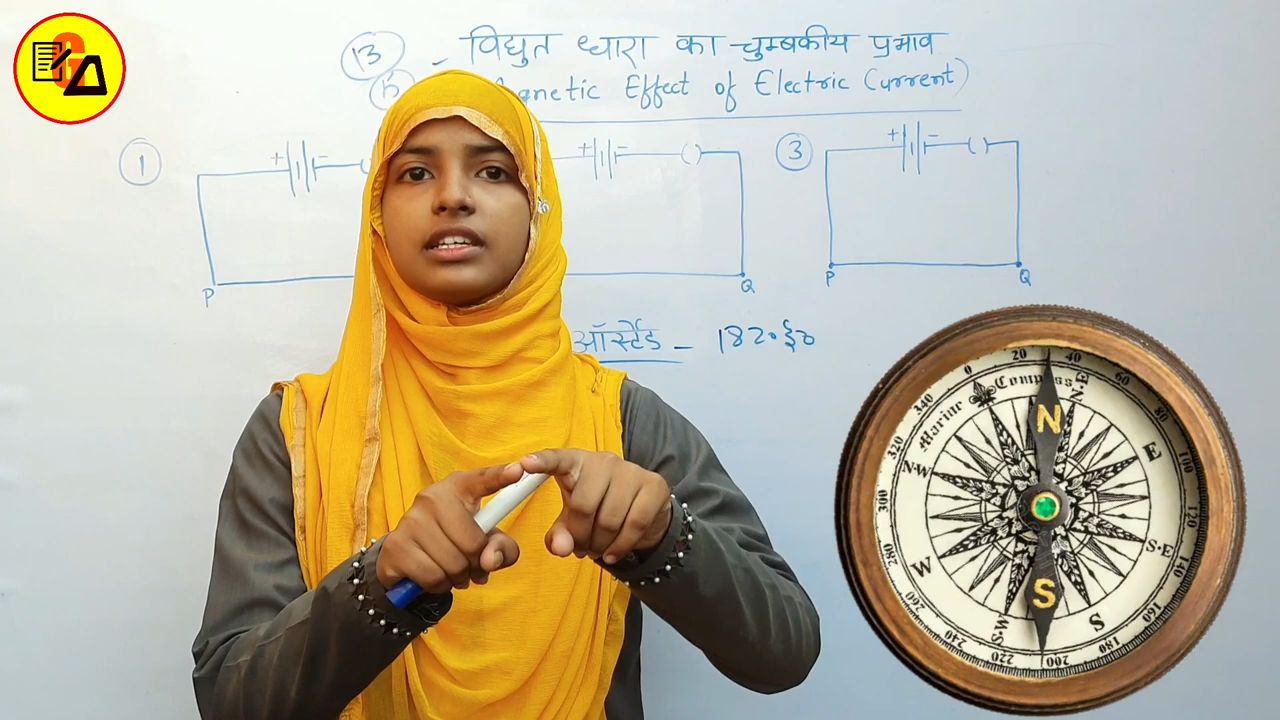 13 - विद्युत धारा का चुम्बकीय प्रभाव
Effect of Electric Current)
1 + - ( + - ( ) 3 + - ( )
P Q P Q
ऑर्स्टेड - 1820 ई०
0 20 40 60 80 100 120 140 160 180 200 220 240 260 280 300 320 340
Marine Compass
N
N·E
E
S·E
S
S·W
W
N·W
S